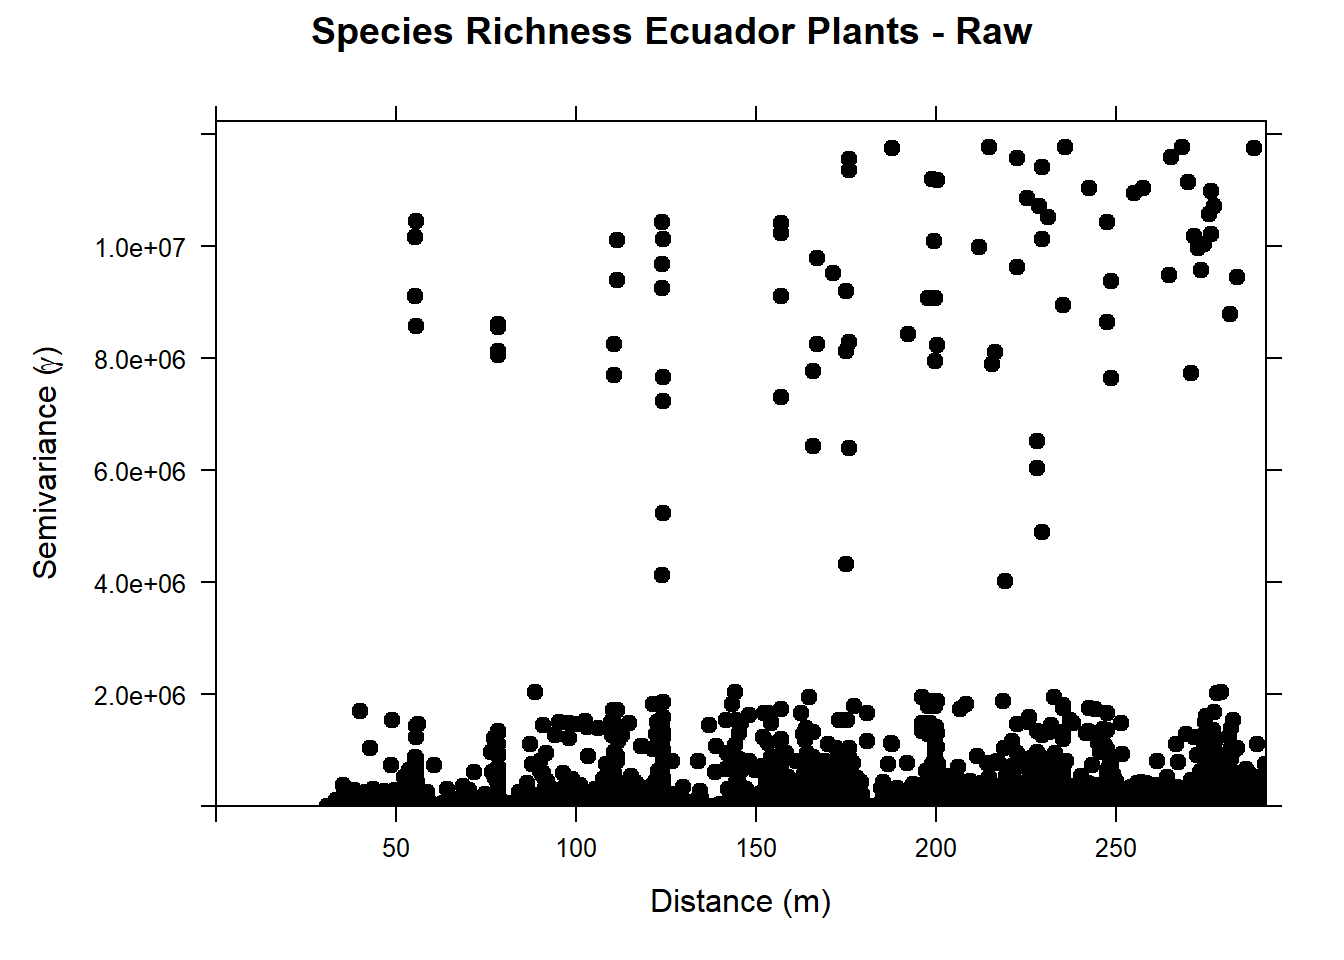 Species Richness Ecuador Plants - Raw
1.0e+07
8.0e+06
6.0e+06
4.0e+06
2.0e+06
Semivariance (γ)
50 100 150 200 250
Distance (m)